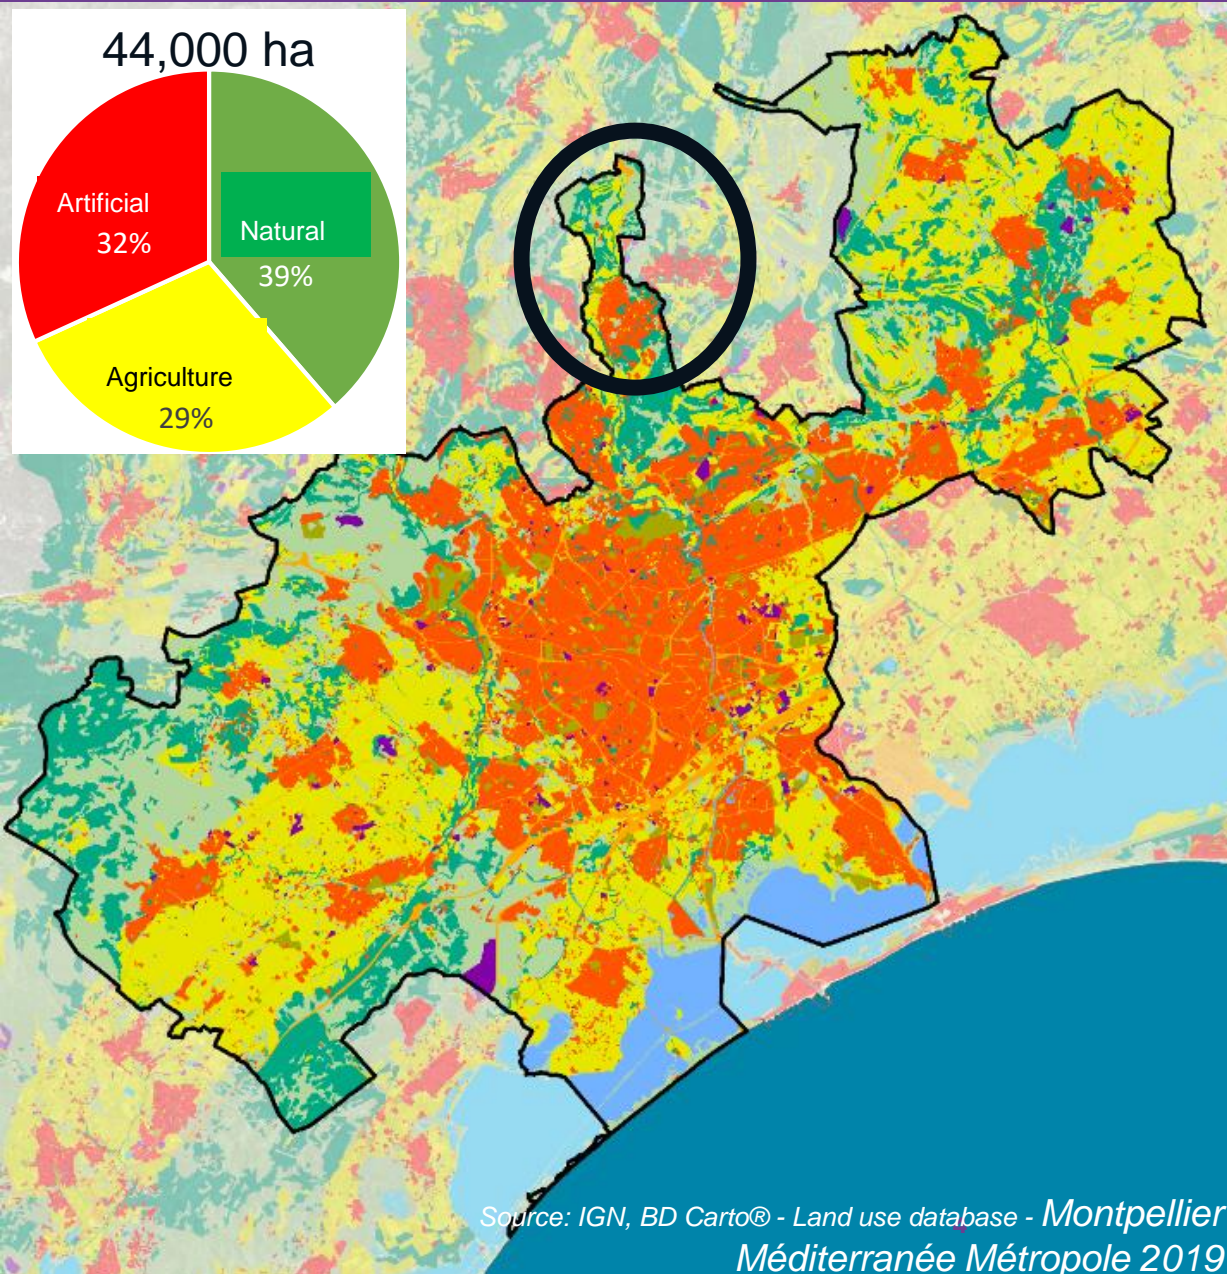 44,000 ha
Artificial
32%
Natural
39%
Agriculture
29%
Source: IGN, BD Carto® - Land use database - Montpellier
Méditerranée Métropole 2019